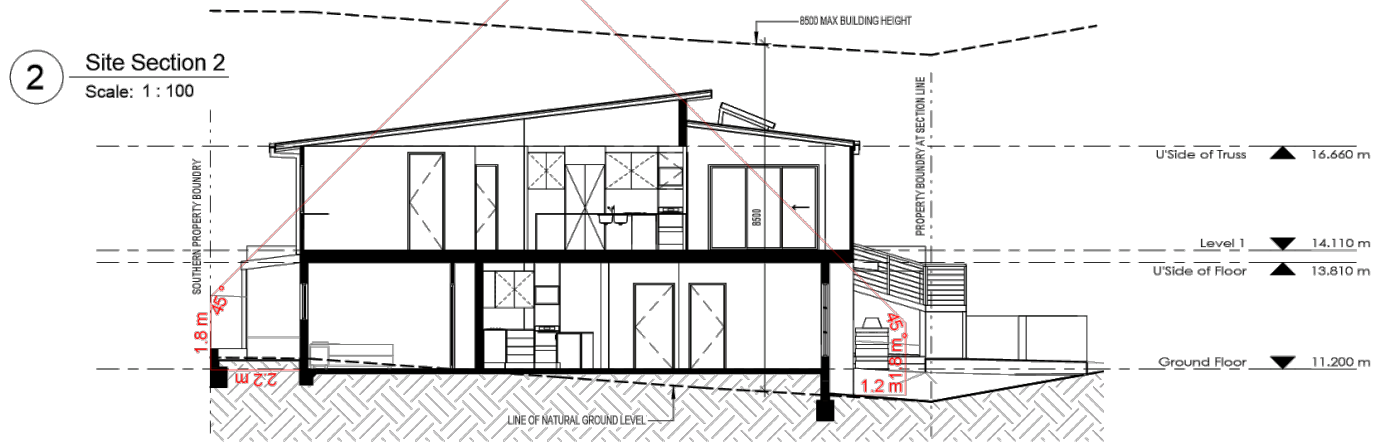 8500 MAX BUILDING HEIGHT
2
Site Section 2
Scale: 1 : 100
SOUTHERN PROPERTY BOUNDRY
PROPERTY BOUNDRY AT SECTION LINE
U'Side of Truss 16.660 m
8500
Level 1 14.110 m
U'Side of Floor 13.810 m
45°
1.8 m
2.2 m
45°
1.8 m
1.2 m
Ground Floor 11.200 m
LINE OF NATURAL GROUND LEVEL